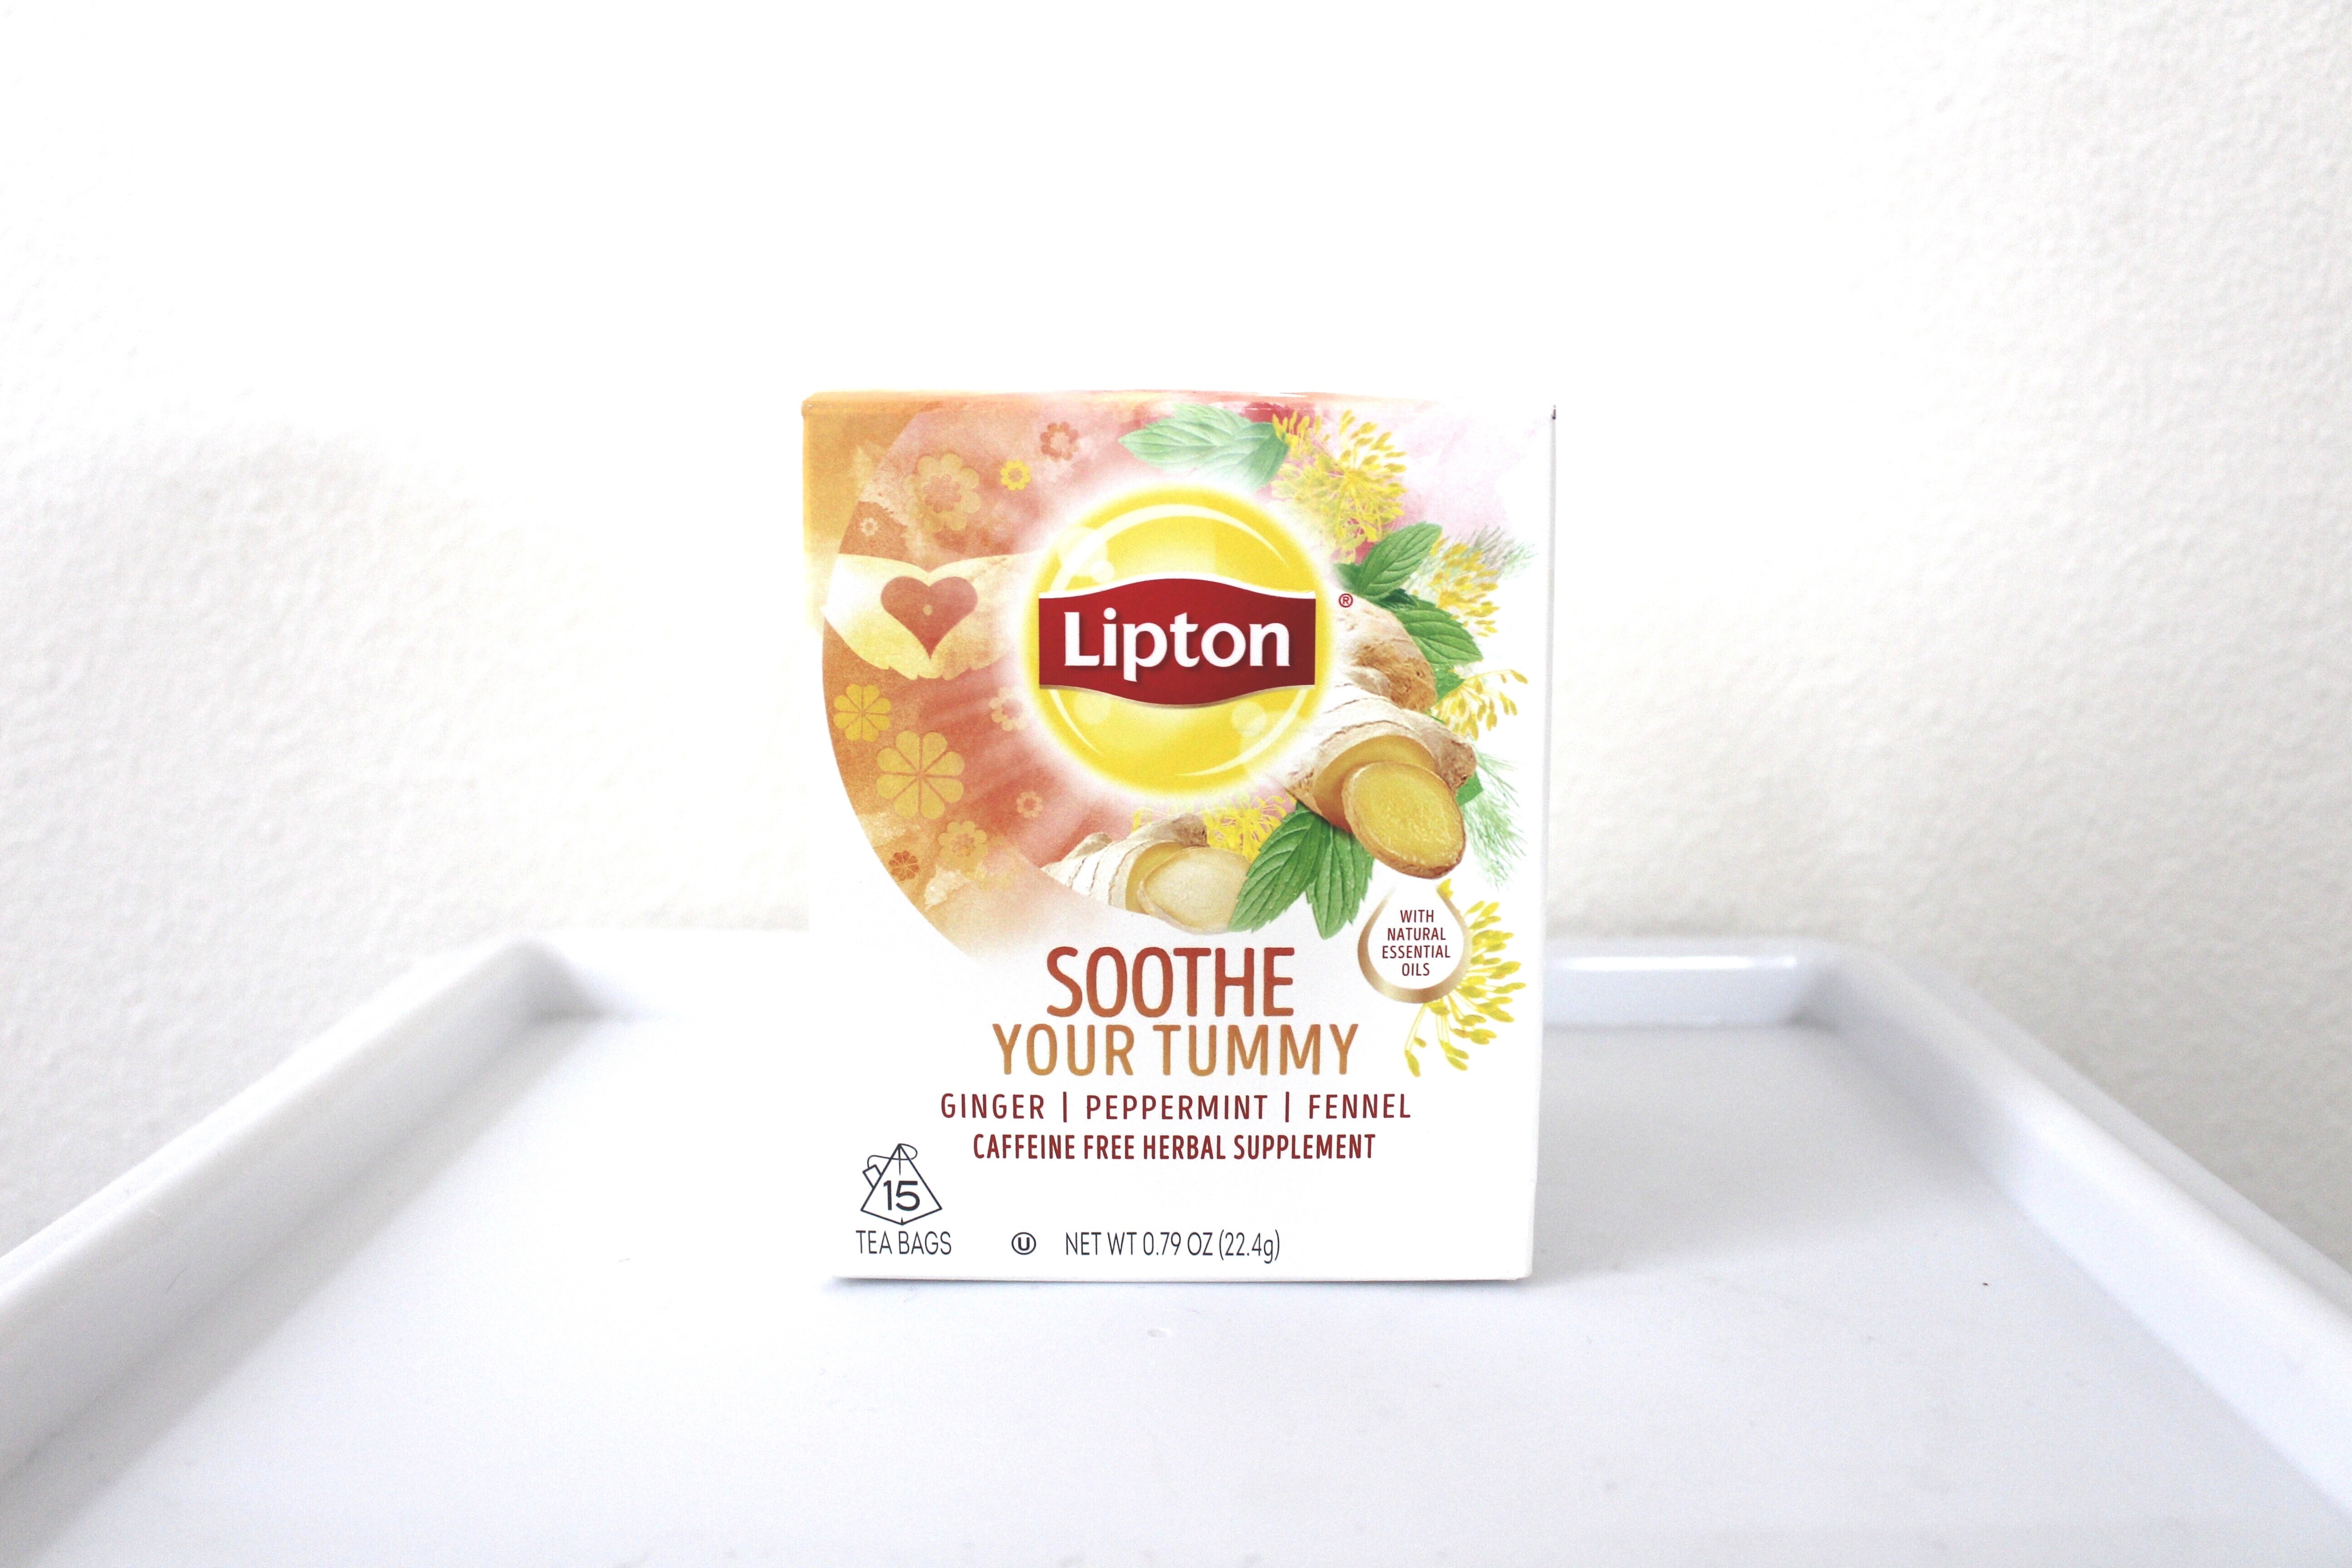 Lipton®
WITH
NATURAL
ESSENTIAL
OILS
SOOTHE
YOUR TUMMY
GINGER | PEPPERMINT | FENNEL
CAFFEINE FREE HERBAL SUPPLEMENT
15
TEA BAGS
U NET WT 0.79 OZ (22.4g)